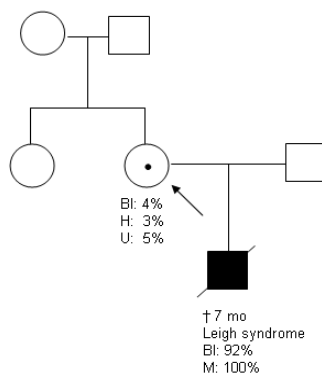 Bl: 4%
H: 3%
U: 5%
† 7 mo
Leigh syndrome
Bl: 92%
M: 100%